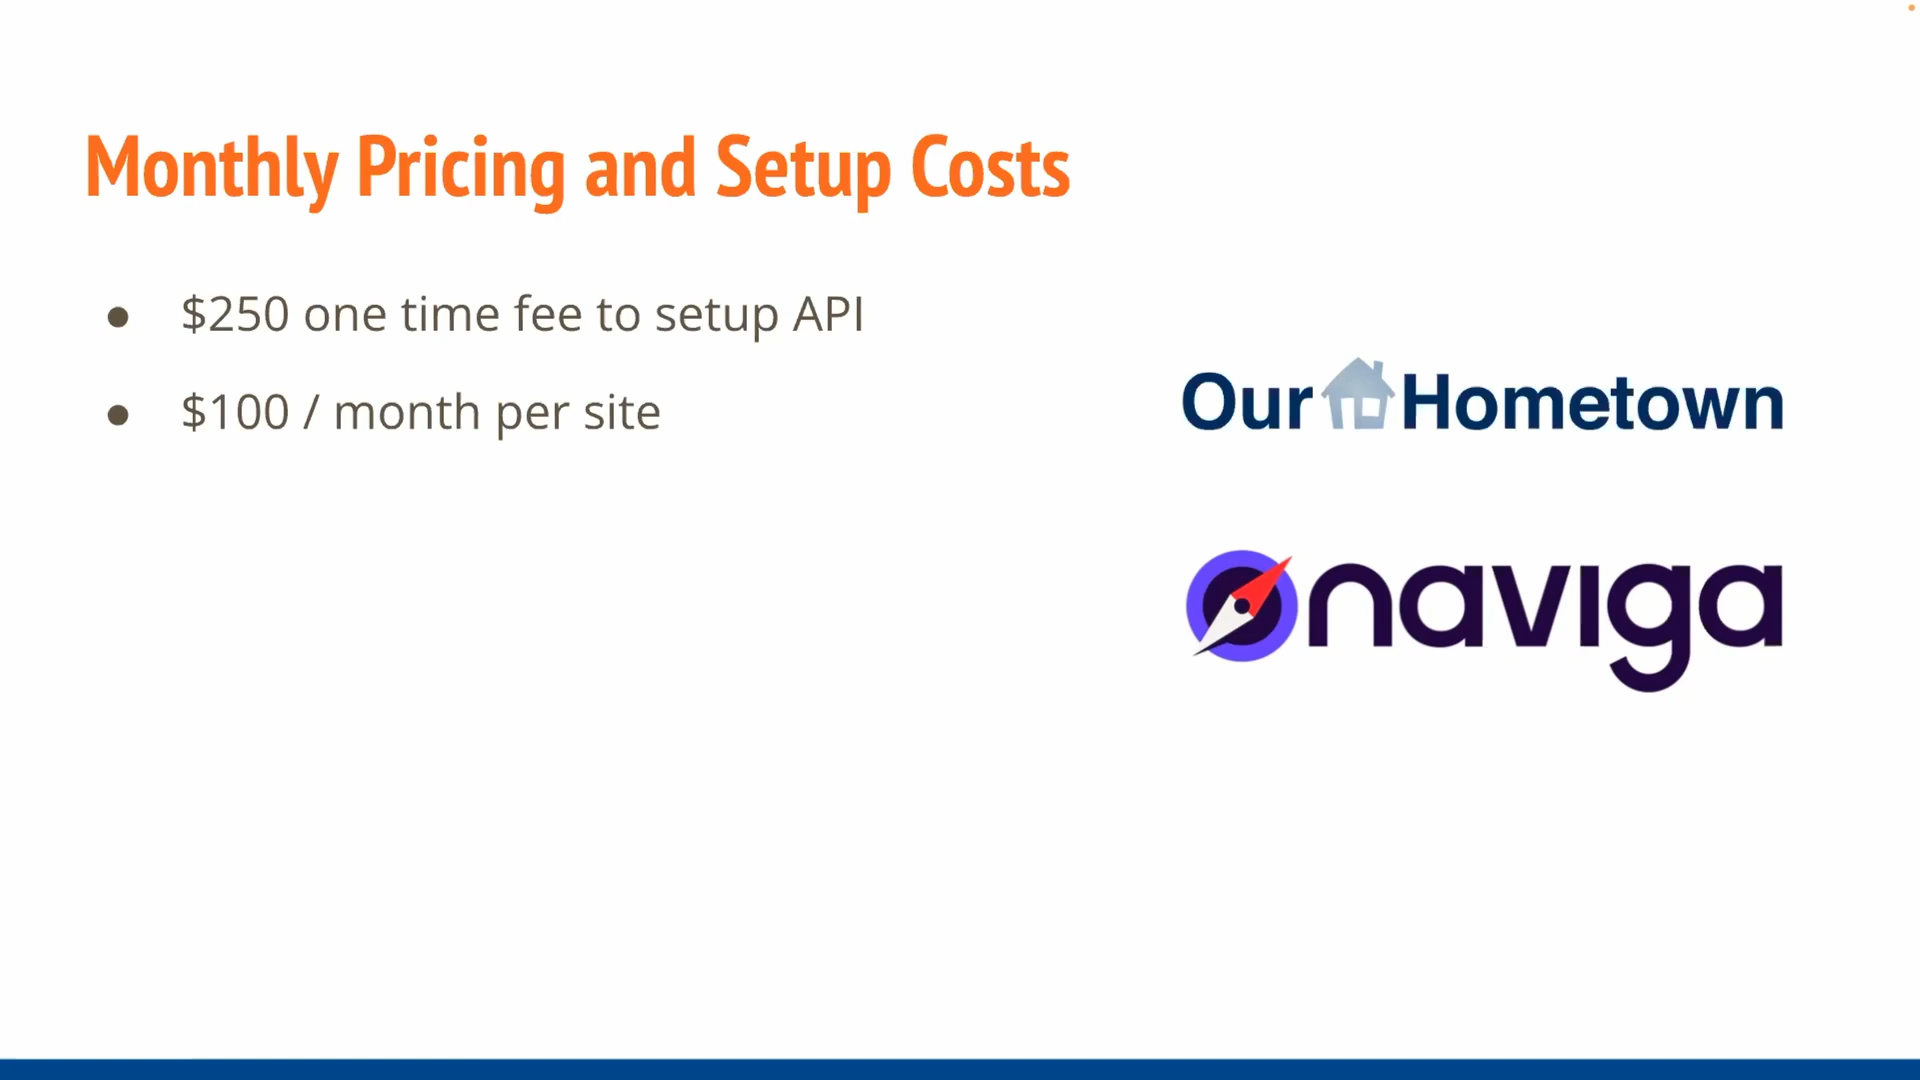 Monthly Pricing and Setup Costs
● $250 one time fee to setup API
● $100 / month per site
Our Hometown
naviga